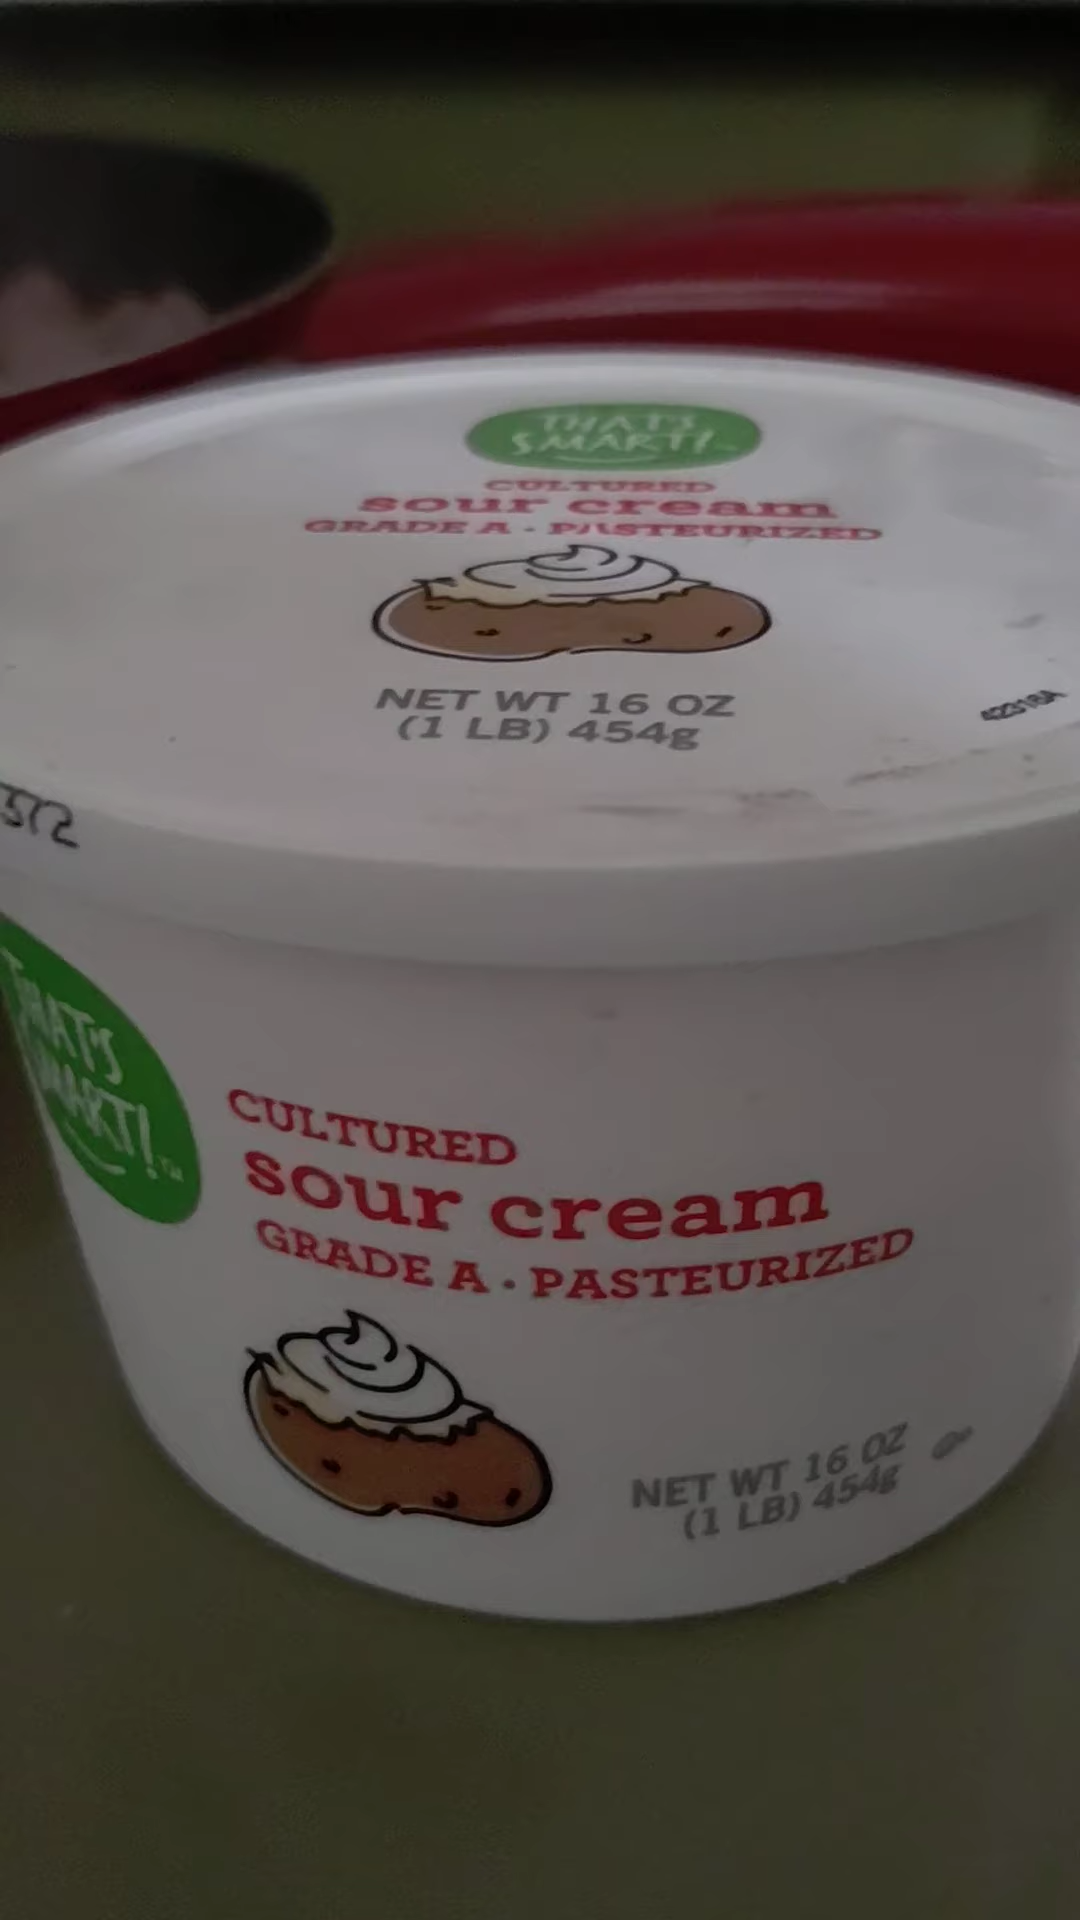 THAT'S
SMART!
CULTURED
sour cream
GRADE A · PASTEURIZED
NET WT 16 OZ
(1 LB) 454g
THAT'S
SMART!™
CULTURED
sour cream
GRADE A · PASTEURIZED
NET WT 16 OZ
(1 LB) 454g